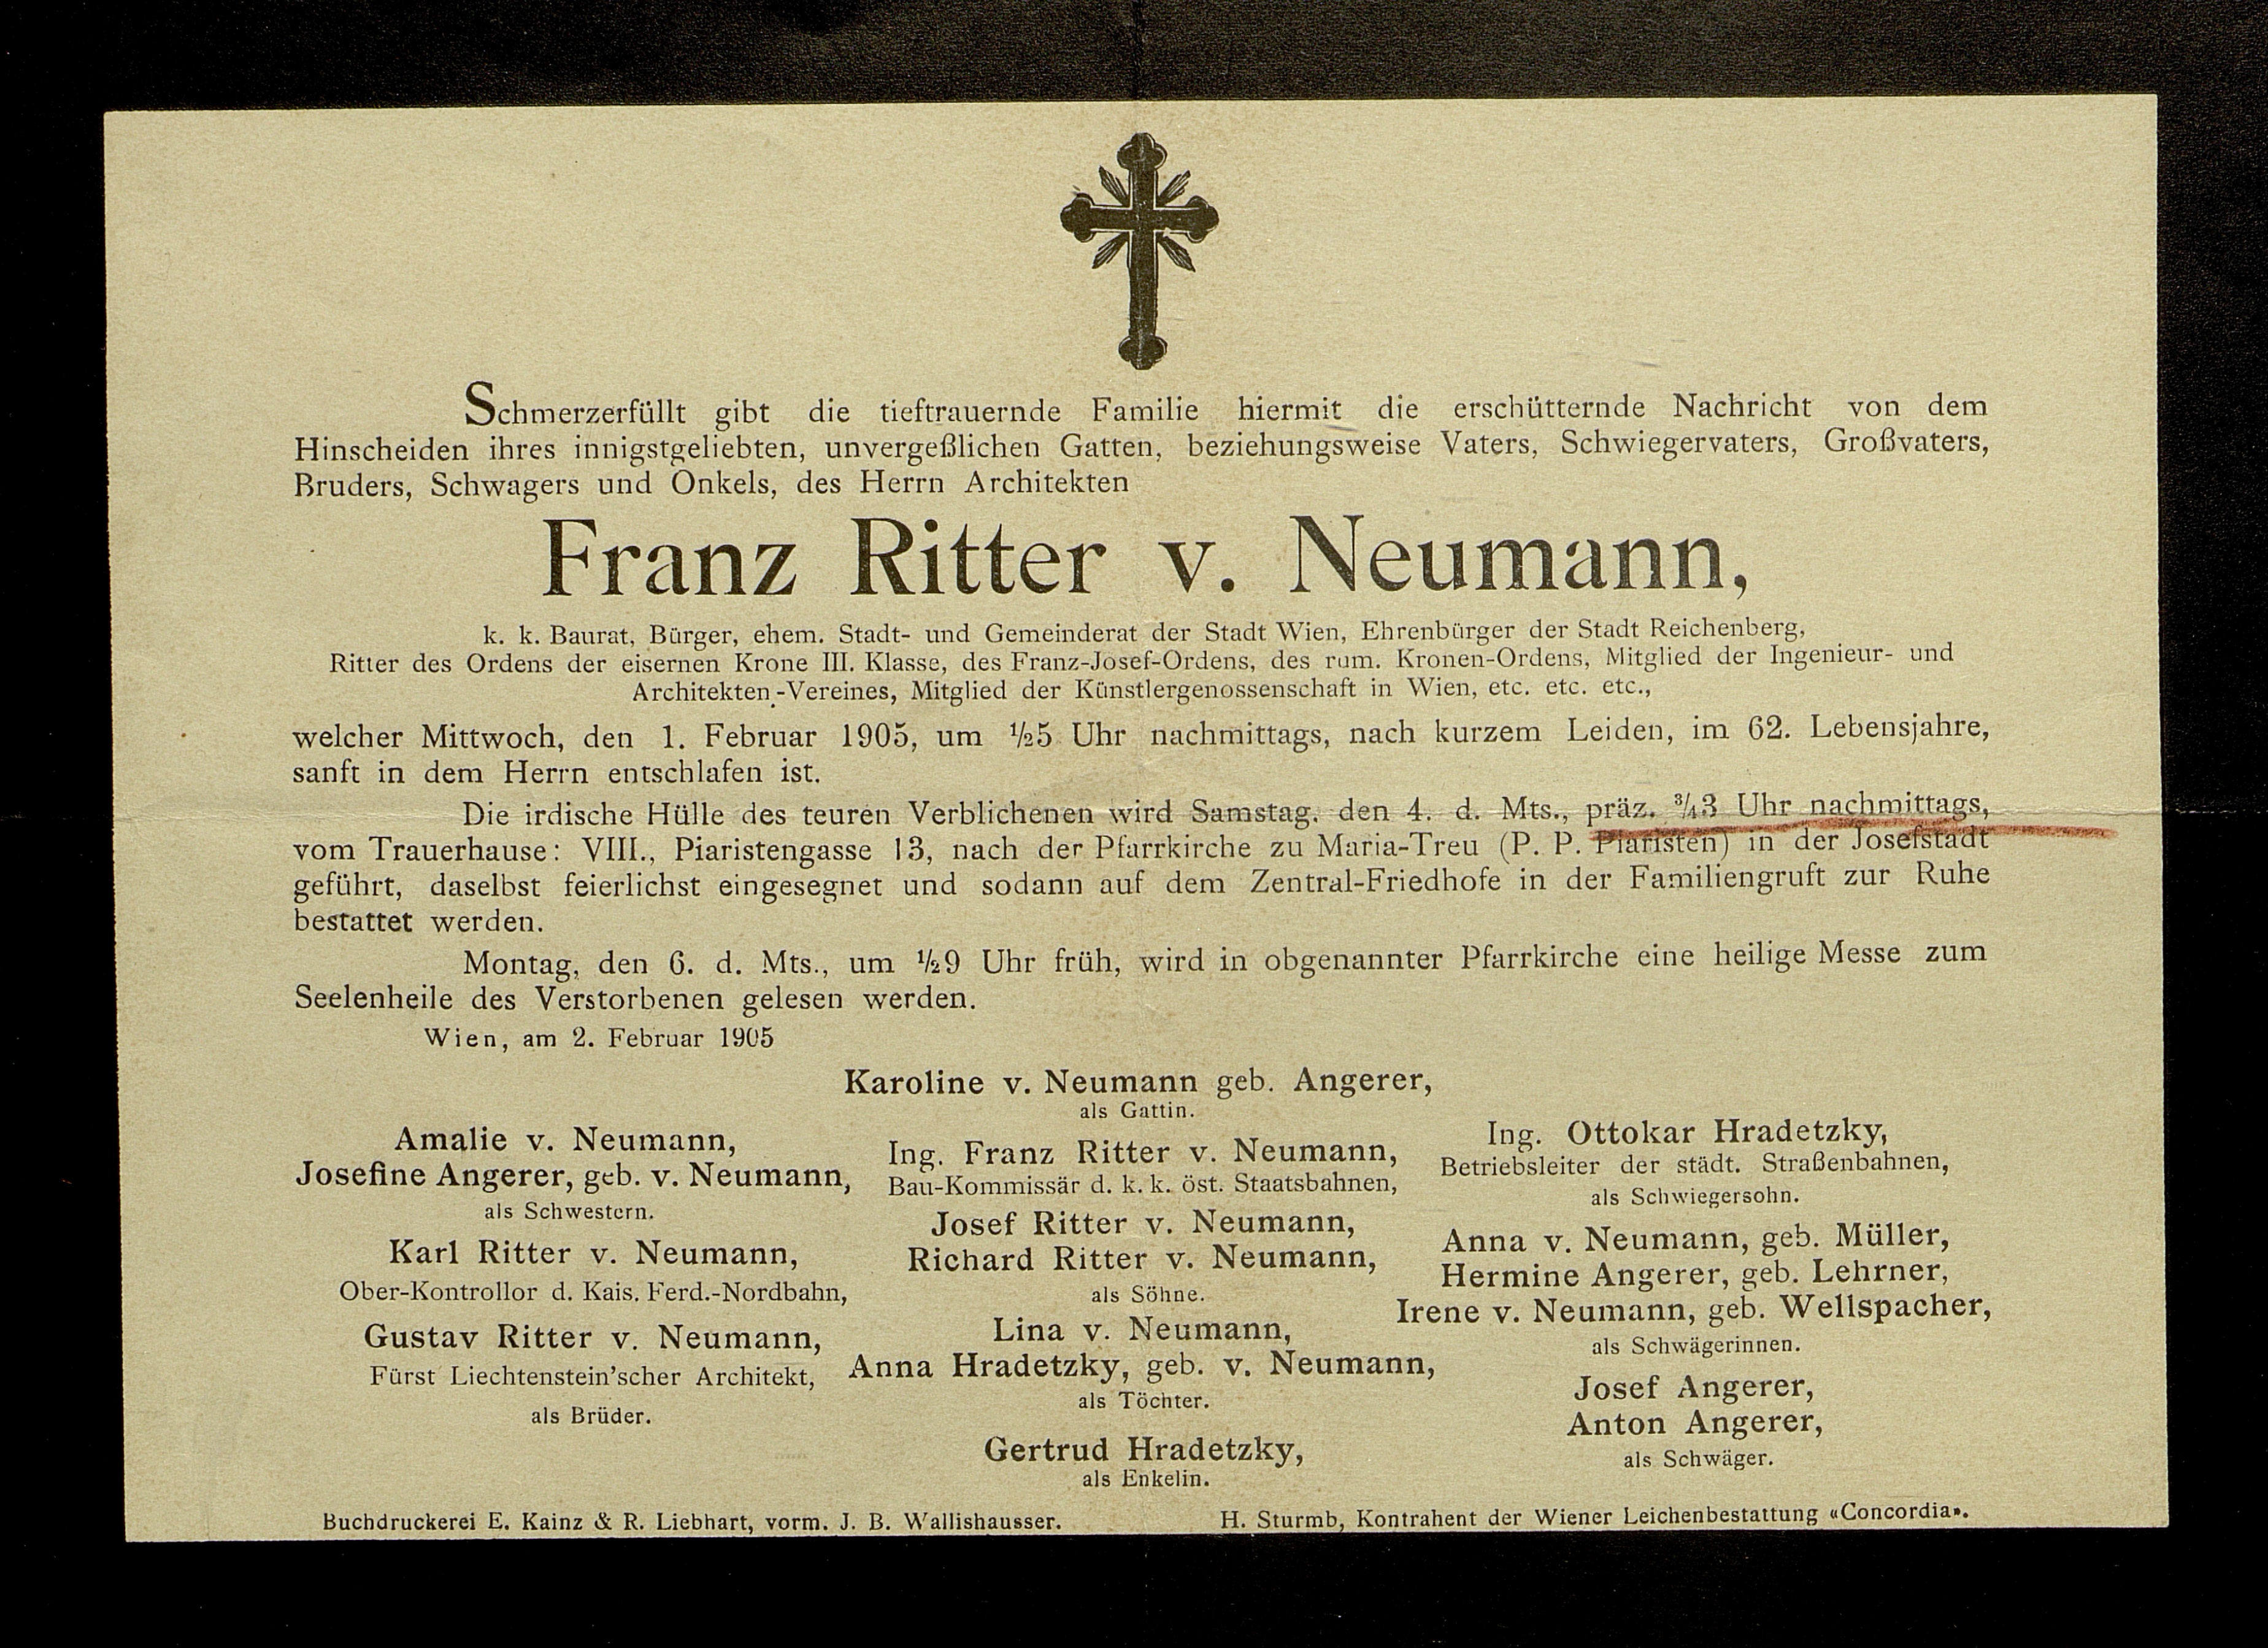 Schmerzerfüllt gibt die tieftrauernde Familie hiermit die erschütternde Nachricht von dem
Hinscheiden ihres innigstgeliebten, unvergeßlichen Gatten, beziehungsweise Vaters, Schwiegervaters, Großvaters,
Bruders, Schwagers und Onkels, des Herrn Architekten
Franz Ritter v. Neumann,
k. k. Baurat, Bürger, ehem. Stadt- und Gemeinderat der Stadt Wien, Ehrenbürger der Stadt Reichenberg,
Ritter des Ordens der eisernen Krone III. Klasse, des Franz-Josef-Ordens, des rum. Kronen-Ordens, Mitglied der Ingenieur- und
Architekten-Vereines, Mitglied der Künstlergenossenschaft in Wien, etc. etc. etc.,
welcher Mittwoch, den 1. Februar 1905, um ½5 Uhr nachmittags, nach kurzem Leiden, im 62. Lebensjahre,
sanft in dem Herrn entschlafen ist.
Die irdische Hülle des teuren Verblichenen wird Samstag, den 4. d. Mts., präz. ¾3 Uhr nachmittags,
vom Trauerhause: VIII., Piaristengasse 13, nach der Pfarrkirche zu Maria-Treu (P. P. Piaristen) in der Josefstadt
geführt, daselbst feierlichst eingesegnet und sodann auf dem Zentral-Friedhofe in der Familiengruft zur Ruhe
bestattet werden.
Montag, den 6. d. Mts., um ½9 Uhr früh, wird in obgenannter Pfarrkirche eine heilige Messe zum
Seelenheile des Verstorbenen gelesen werden.
Wien, am 2. Februar 1905
Karoline v. Neumann geb. Angerer,
als Gattin.
Amalie v. Neumann,
Josefine Angerer, geb. v. Neumann,
als Schwestern.
Karl Ritter v. Neumann,
Ober-Kontrollor d. Kais. Ferd.-Nordbahn,
Gustav Ritter v. Neumann,
Fürst Liechtenstein'scher Architekt,
als Brüder.
Ing. Franz Ritter v. Neumann,
Bau-Kommissär d. k. k. öst. Staatsbahnen,
Josef Ritter v. Neumann,
Richard Ritter v. Neumann,
als Söhne.
Lina v. Neumann,
Anna Hradetzky, geb. v. Neumann,
als Töchter.
Gertrud Hradetzky,
als Enkelin.
Ing. Ottokar Hradetzky,
Betriebsleiter der städt. Straßenbahnen,
als Schwiegersohn.
Anna v. Neumann, geb. Müller,
Hermine Angerer, geb. Lehrner,
Irene v. Neumann, geb. Wellspacher,
als Schwägerinnen.
Josef Angerer,
Anton Angerer,
als Schwäger.
Buchdruckerei E. Kainz & R. Liebhart, vorm. J. B. Wallishausser.
H. Sturmb, Kontrahent der Wiener Leichenbestattung «Concordia».